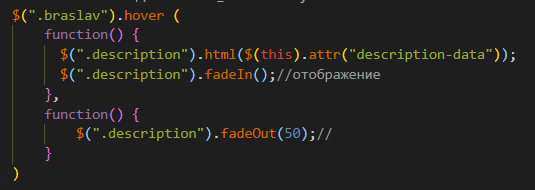 $(".braslav").hover (
function() {
$(".description").html($(this).attr("description-data"));
$(".description").fadeIn();//отображение
},
function() {
$(".description").fadeOut(50);//
}
)